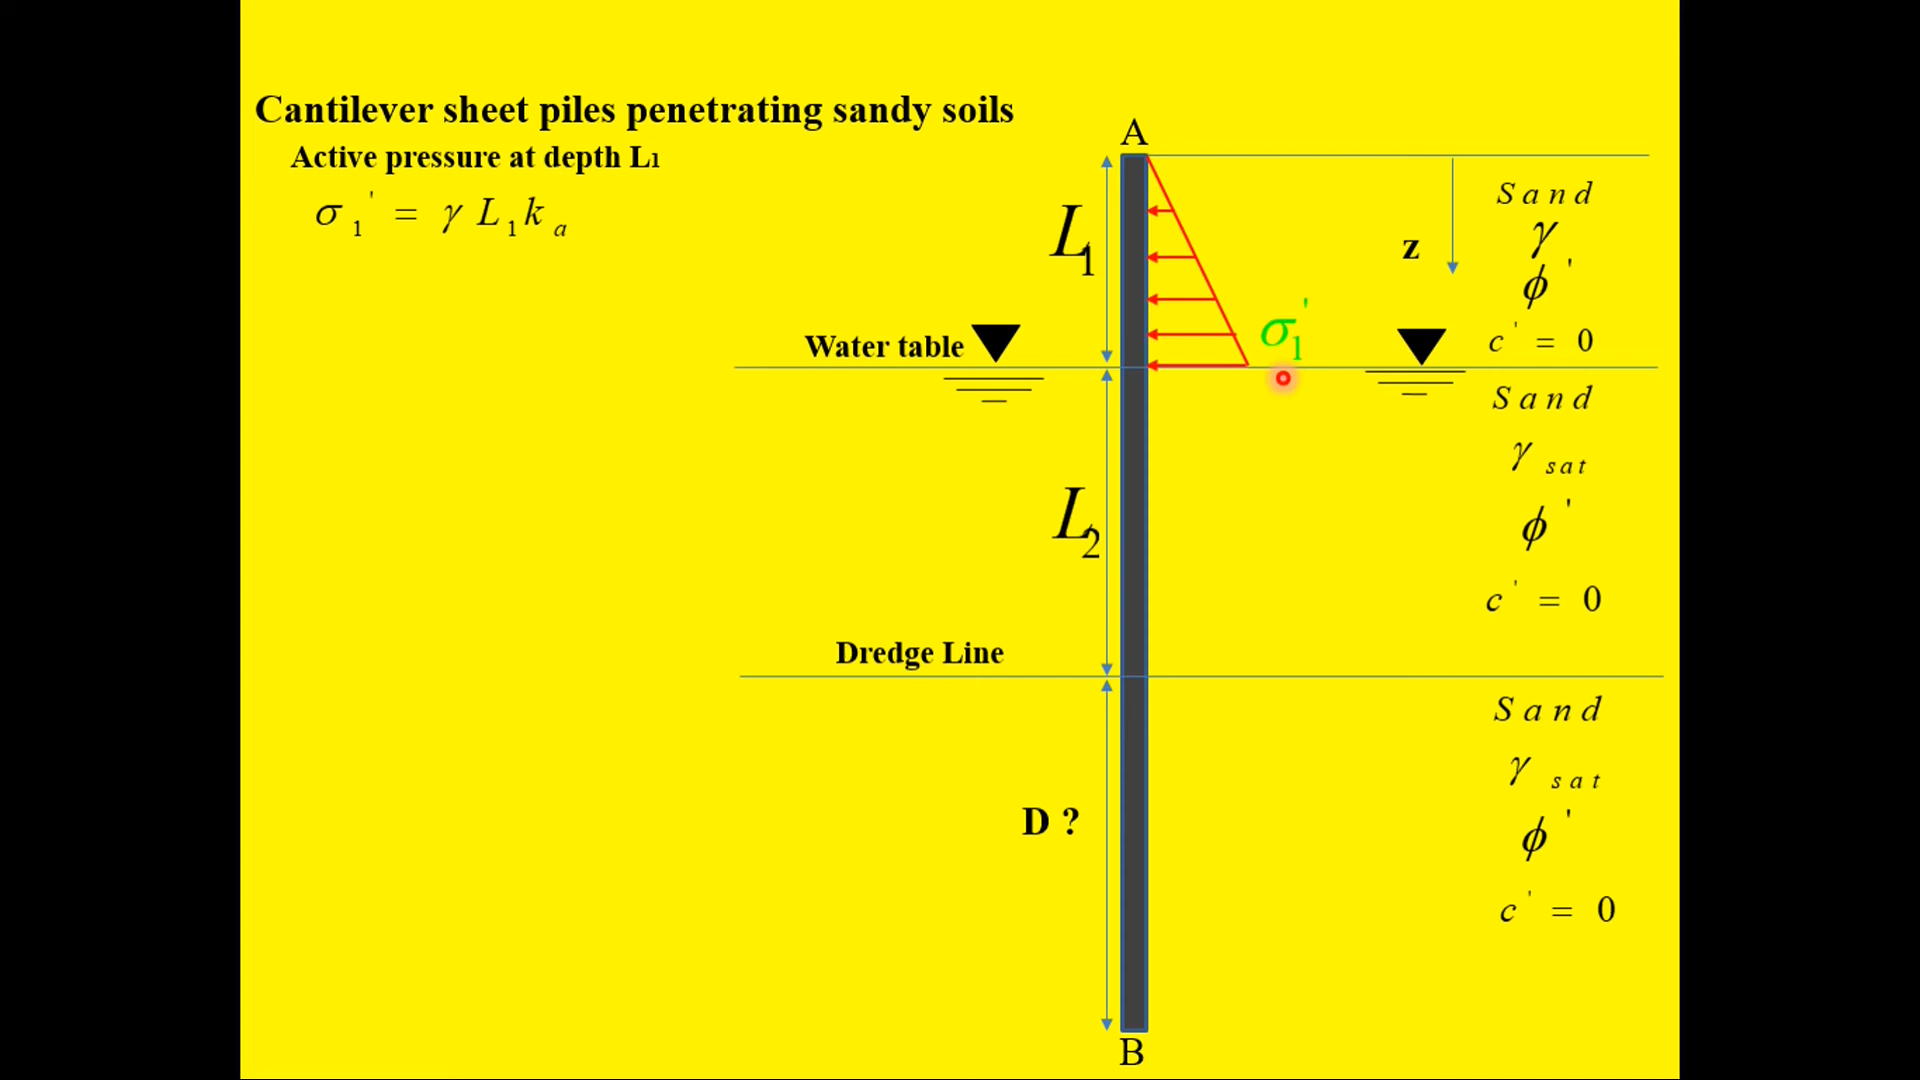 Cantilever sheet piles penetrating sandy soils
Active pressure at depth L1
σ1' = γ L1 ka
A
L1
z
Sand
γ
ϕ'
c' = 0
σ1'
Water table
Sand
γsat
ϕ'
c' = 0
L2
Dredge Line
Sand
γsat
ϕ'
c' = 0
D ?
B